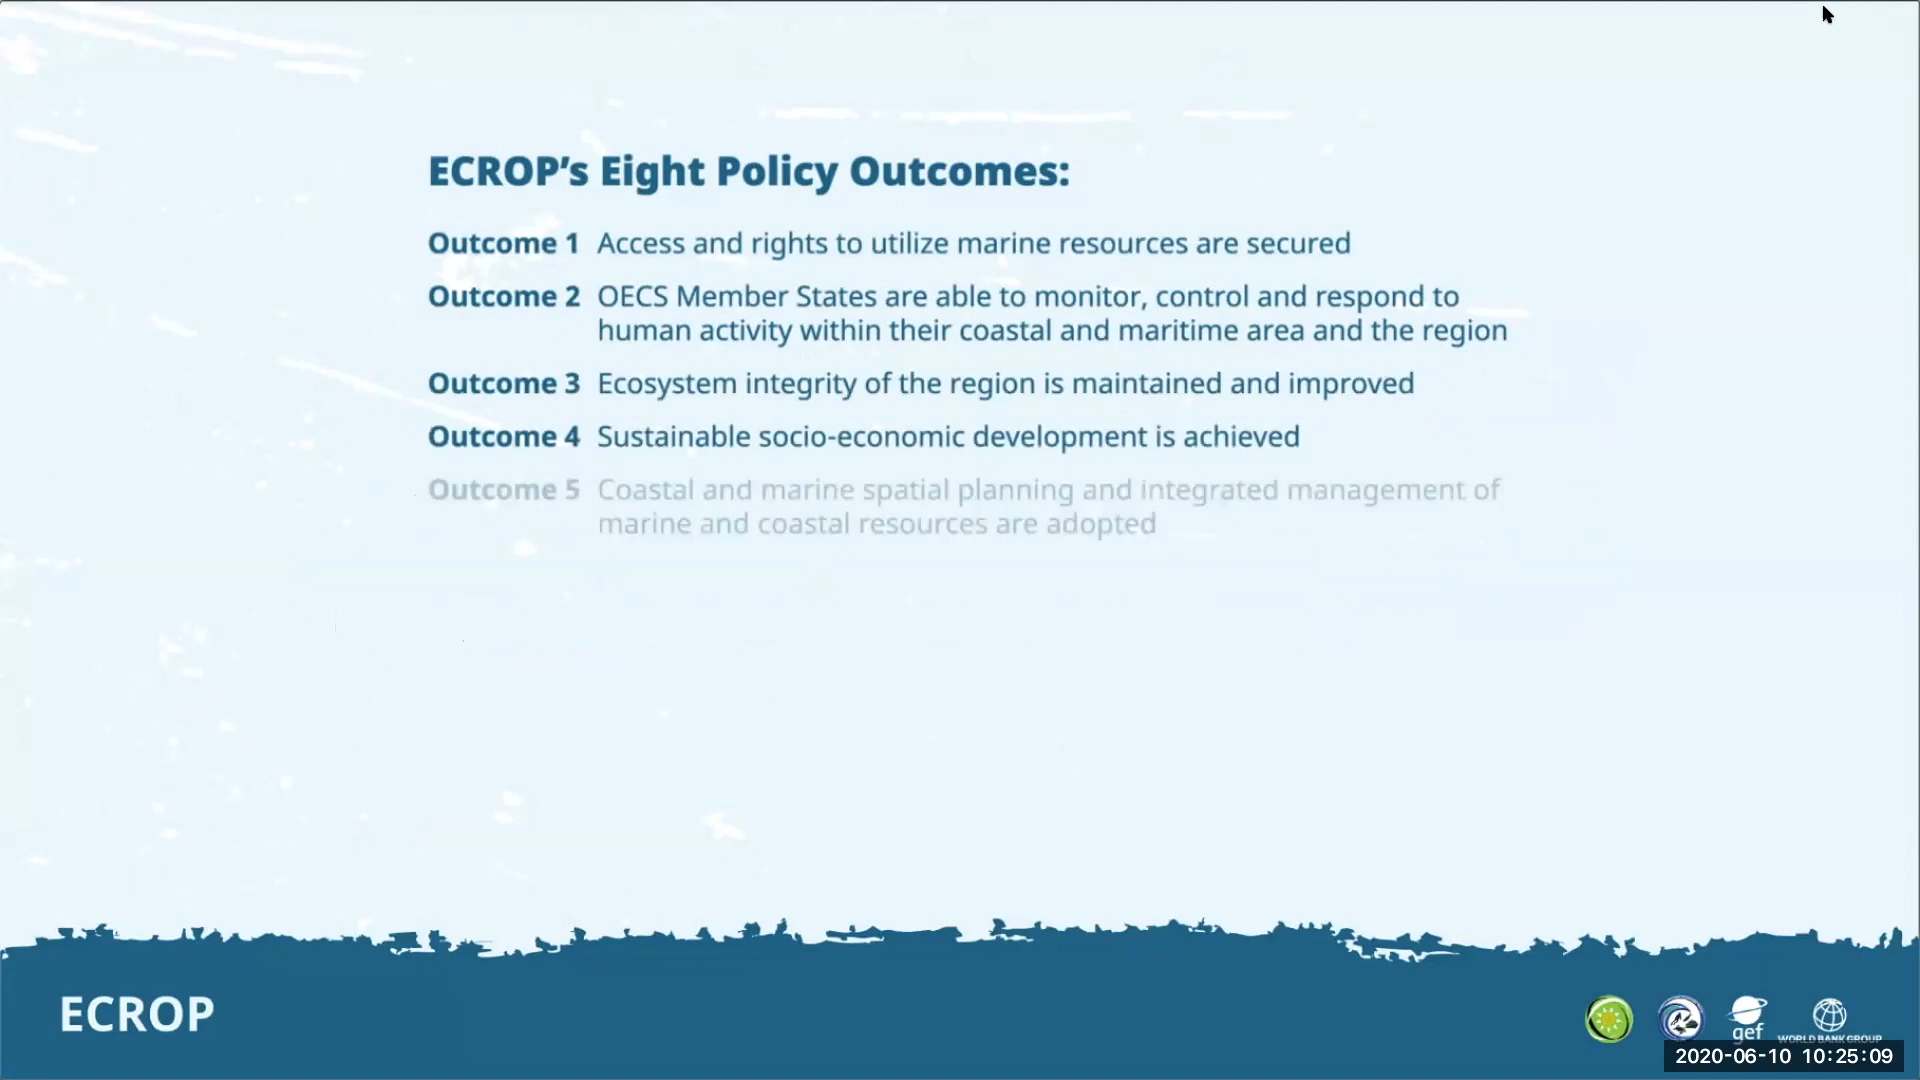 ECROP’s Eight Policy Outcomes:
Outcome 1 Access and rights to utilize marine resources are secured
Outcome 2 OECS Member States are able to monitor, control and respond to
human activity within their coastal and maritime area and the region
Outcome 3 Ecosystem integrity of the region is maintained and improved
Outcome 4 Sustainable socio-economic development is achieved
Outcome 5 Coastal and marine spatial planning and integrated management of
marine and coastal resources are adopted
ECROP
gef
WORLD BANK GROUP
2020-06-10 10:25:09